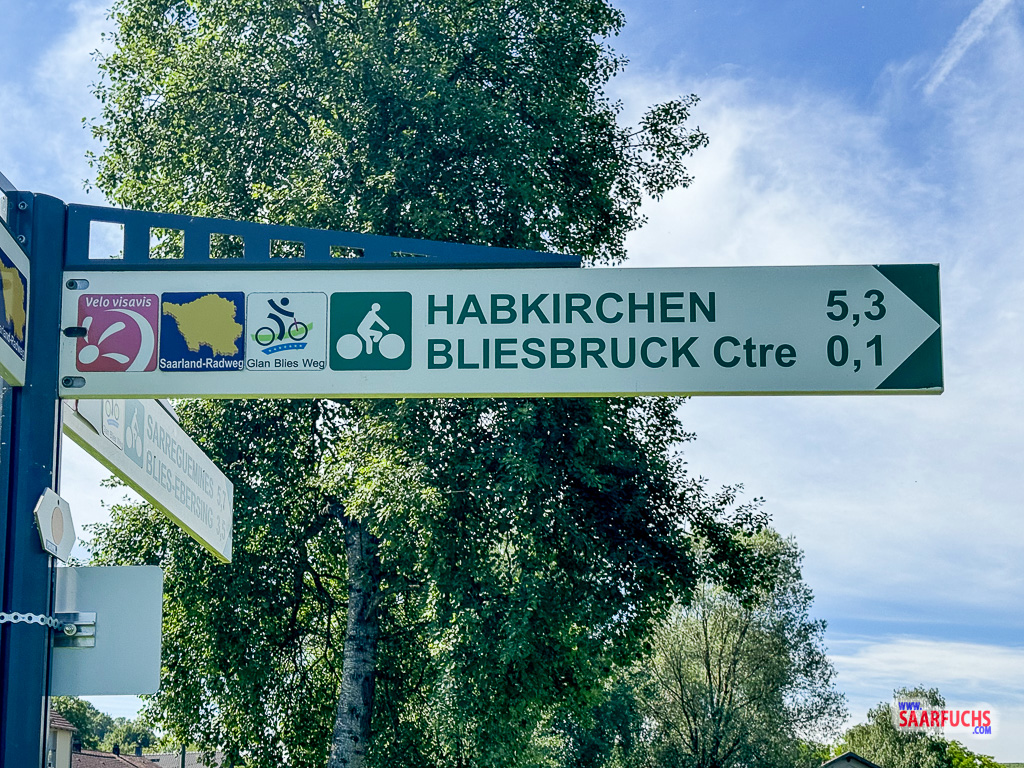 Velo visavis
Saarland-Radweg
Glan Blies Weg
HABKIRCHEN 5,3
BLIESBRUCK Ctre 0,1
SARREGUEMINES
BLIES-EBERSING
www.
SAARFUCHS
.COM